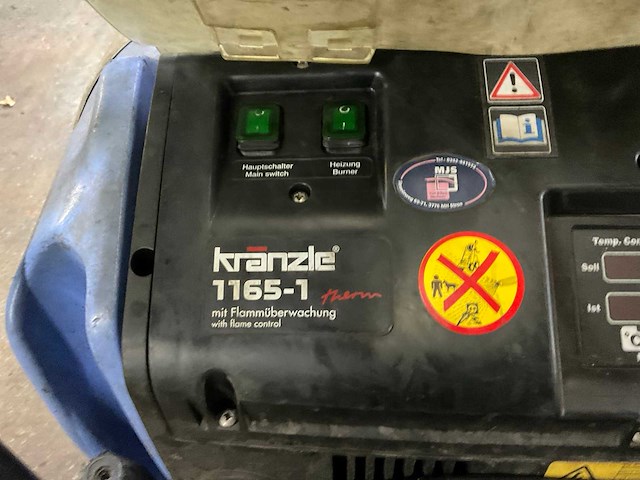 Hauptschalter
Main switch
Heizung
Burner
MJS
kränzle®
1165-1 therm
mit Flammüberwachung
with flame control
Temp.
Soll
Ist